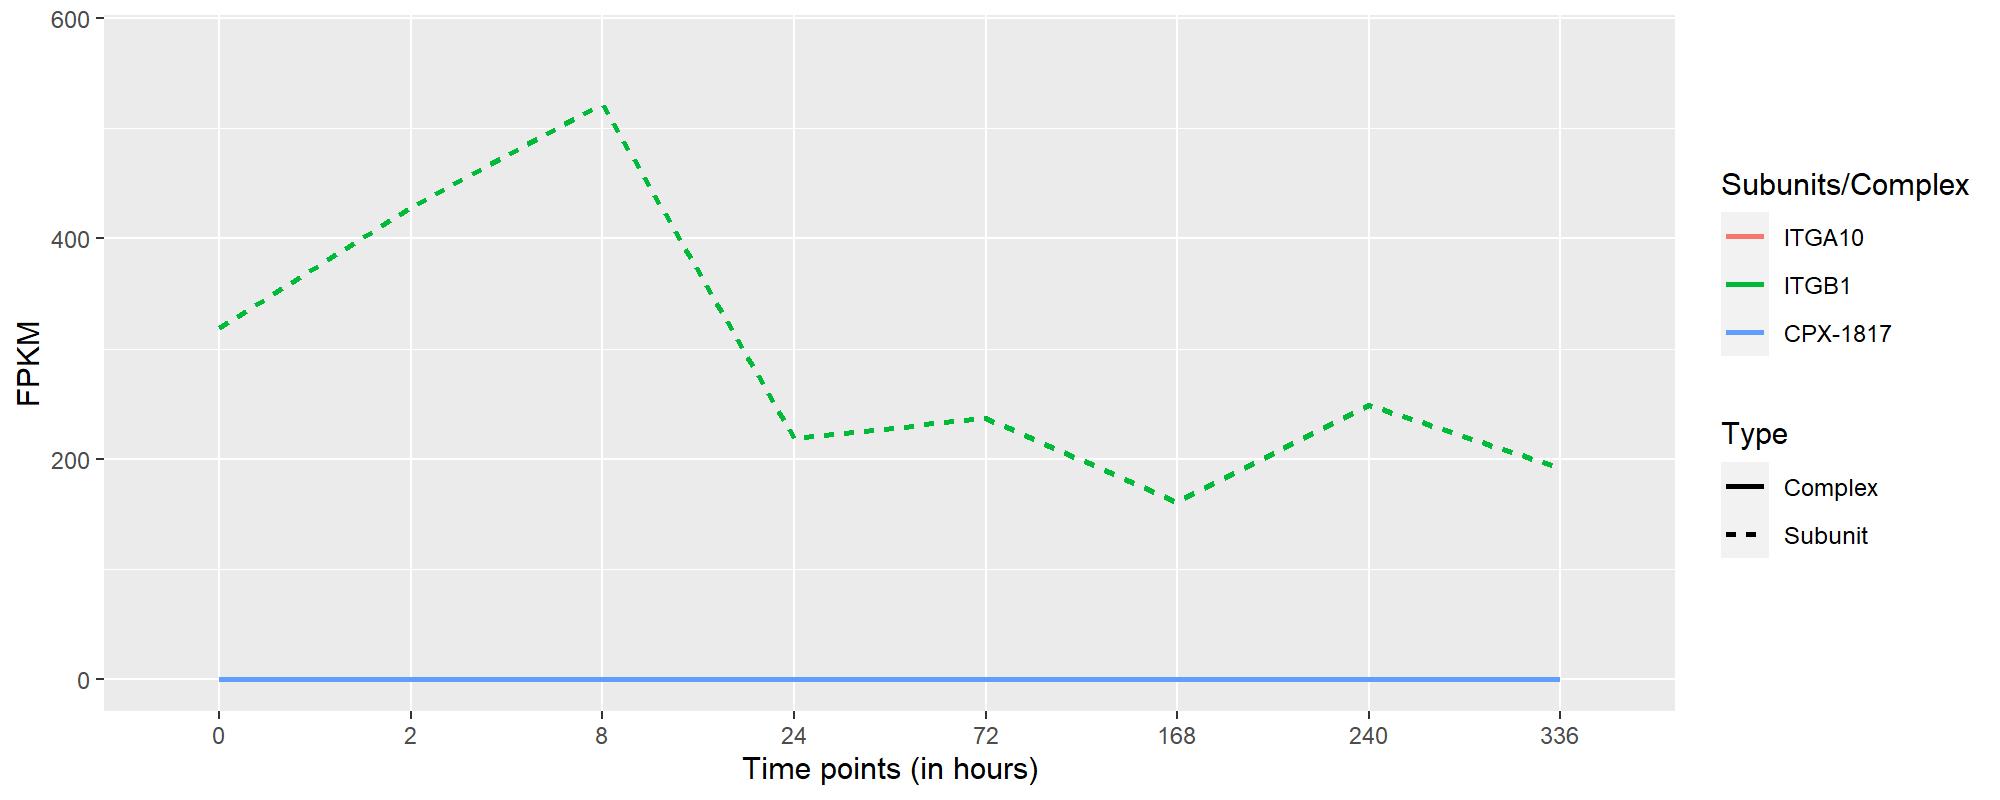 600
400
200
0
FPKM
0 2 8 24 72 168 240 336
Time points (in hours)
Subunits/Complex
ITGA10
ITGB1
CPX-1817
Type
Complex
Subunit